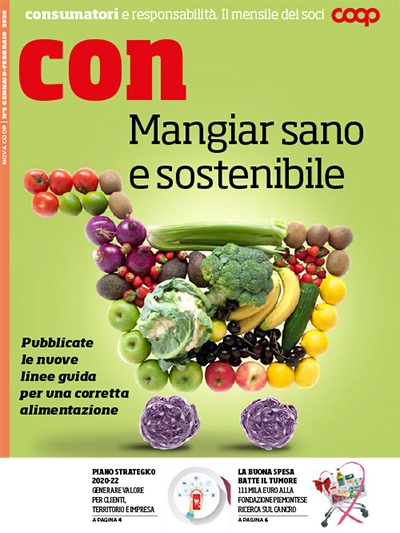 consumatori e responsabilità. Il mensile dei soci coop
NOVA COOP | N°1 GENNAIO-FEBBRAIO 2020
con
Mangiar sano
e sostenibile
Pubblicate
le nuove
linee guida
per una corretta
alimentazione
PIANO STRATEGICO
2020-22
GENERARE VALORE
PER CLIENTI,
TERRITORIO E IMPRESA
A PAGINA 4
LA BUONA SPESA
BATTE IL TUMORE
111 MILA EURO ALLA
FONDAZIONE PIEMONTESE
RICERCA SUL CANCRO
A PAGINA 6